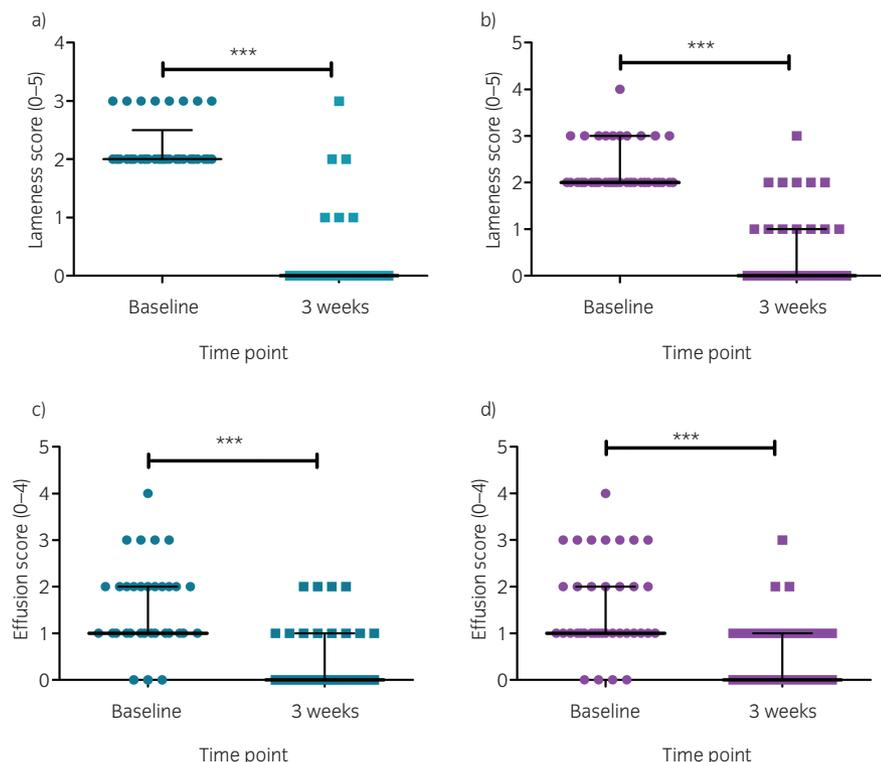 a)
***
Lameness score (0–5)
4
3
2
1
0
Baseline
3 weeks
Time point
b)
***
Lameness score (0–5)
5
4
3
2
1
0
Baseline
3 weeks
Time point
c)
***
Effusion score (0–4)
5
4
3
2
1
0
Baseline
3 weeks
Time point
d)
***
Effusion score (0–4)
5
4
3
2
1
0
Baseline
3 weeks
Time point